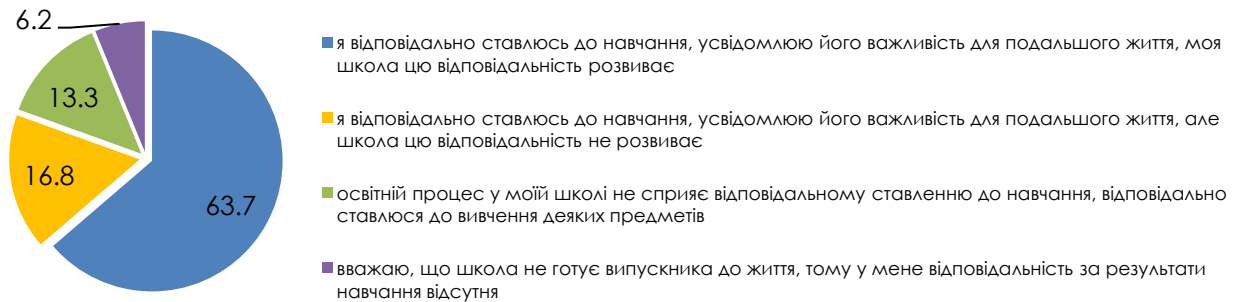 6.2
13.3
16.8
63.7
я відповідально ставлюсь до навчання, усвідомлюю його важливість для подальшого життя, моя
школа цю відповідальність розвиває
я відповідально ставлюсь до навчання, усвідомлюю його важливість для подальшого життя, але
школа цю відповідальність не розвиває
освітній процес у моїй школі не сприяє відповідальному ставленню до навчання, відповідально
ставлюся до вивчення деяких предметів
вважаю, що школа не готує випускника до життя, тому у мене відповідальність за результати
навчання відсутня